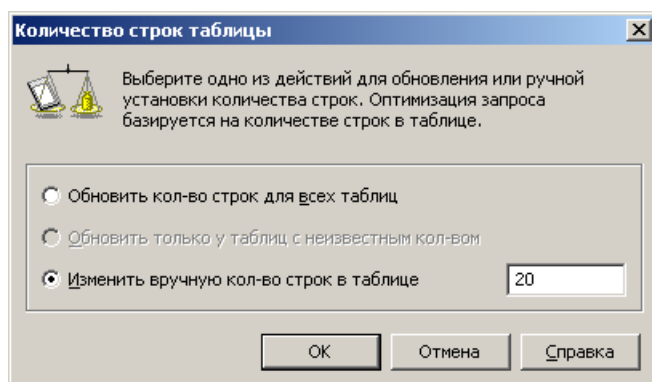 Количество строк таблицы
Выберите одно из действий для обновления или ручной
установки количества строк. Оптимизация запроса
базируется на количестве строк в таблице.
Обновить кол-во строк для всех таблиц
Обновить только у таблиц с неизвестным кол-вом
Изменить вручную кол-во строк в таблице 20
OK Отмена Справка